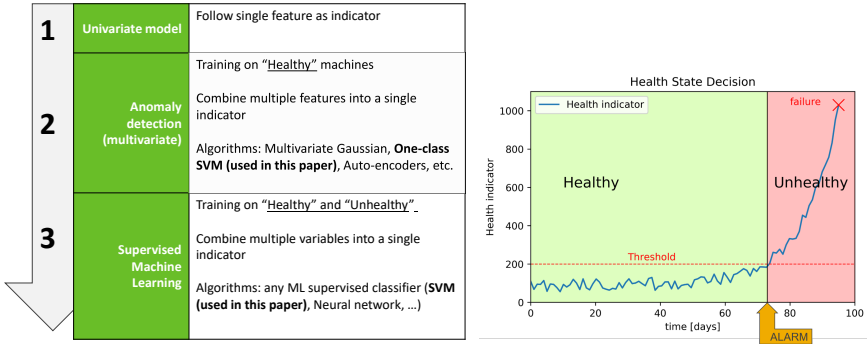 1
Univariate model
Follow single feature as indicator
2
Anomaly
detection
(multivariate)
Training on “Healthy” machines
Combine multiple features into a single
indicator
Algorithms: Multivariate Gaussian, One-class
SVM (used in this paper), Auto-encoders, etc.
3
Supervised
Machine
Learning
Training on “Healthy” and “Unhealthy”
Combine multiple variables into a single
indicator
Algorithms: any ML supervised classifier (SVM
(used in this paper), Neural network, …)
Health State Decision
Health indicator
failure
Healthy
Unhealthy
Threshold
Health indicator
1000
800
600
400
200
0
0 20 40 60 80 100
time [days]
ALARM